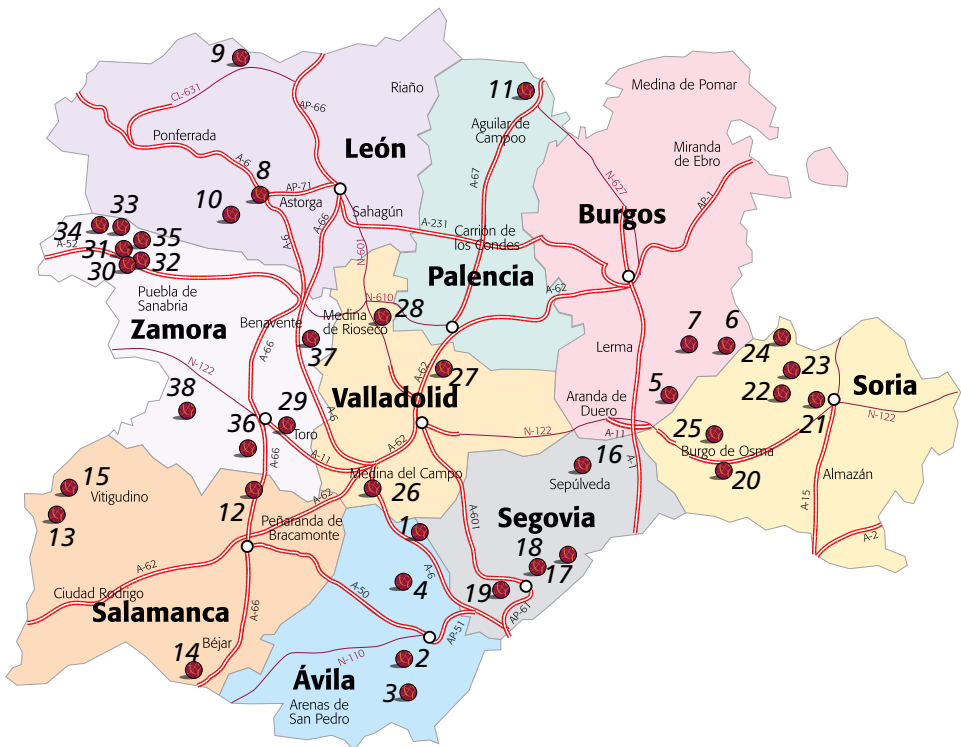 9
Riaño
11
Medina de Pomar
CL-631
AP-66
Ponferrada
León
Aguilar de
Campoo
Miranda
de Ebro
A-6
8
AP-71
Astorga
A-67
N-627
AP-1
10
33
34
35
A-52
31
30
32
A-6
A-66
Sahagún
A-231
N-601
Carrión de
los Condes
Burgos
Palencia
Puebla de
Sanabria
Zamora
Benavente
N-610
Medina
de Rioseco
28
A-62
37
A-66
Lerma
7
6
24
23
Soria
N-122
38
27
A-62
Valladolid
5
22
21
N-122
Aranda de
Duero
29
Toro
36
A-6
A-62
N-122
A-11
25
Burgo de Osma
20
A-11
A-66
A-1
16
Sepúlveda
Almazán
15
Vitigudino
13
12
A-62
Medina del Campo
26
A-601
Segovia
A-15
A-2
Peñaranda de
Bracamonte
1
18
17
A-62
Ciudad Rodrigo
Salamanca
A-66
A-50
4
A-6
19
AP-61
AP-51
14
Béjar
N-110
2
Ávila
3
Arenas de
San Pedro